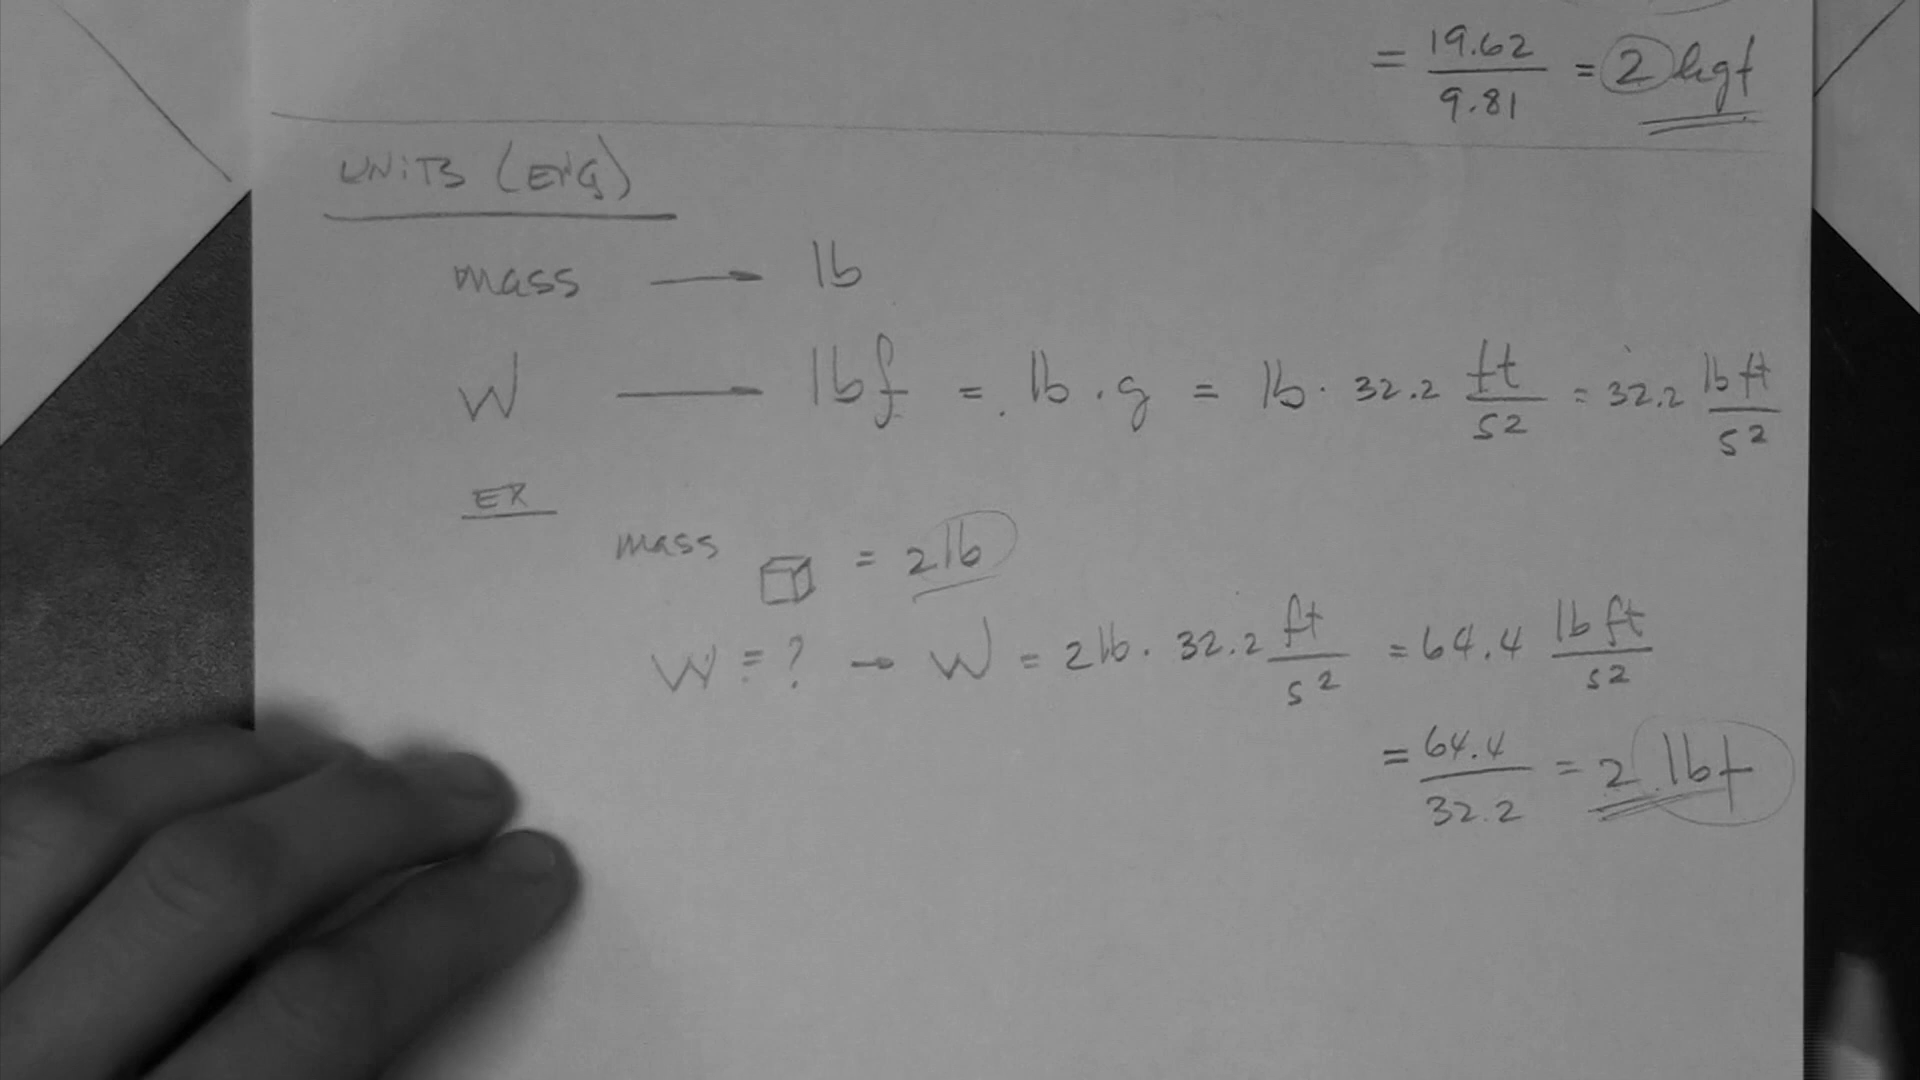 = 19.62 / 9.81 = 2 kgf
UNITS (ENG)
mass → lb
W → lbf = lb · g = lb · 32.2 ft/s² = 32.2 lb ft/s²
EX
mass = 2 lb
W = ? → W = 2 lb · 32.2 ft/s² = 64.4 lb ft/s²
= 64.4 / 32.2 = 2 lbf